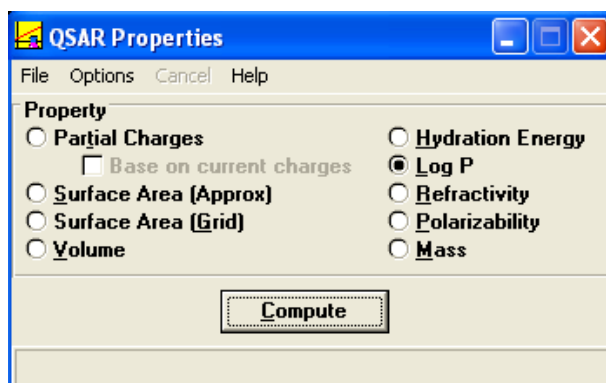 QSAR Properties
File Options Cancel Help
Property
Partial Charges
Base on current charges
Surface Area (Approx)
Surface Area (Grid)
Volume
Hydration Energy
Log P
Refractivity
Polarizability
Mass
Compute